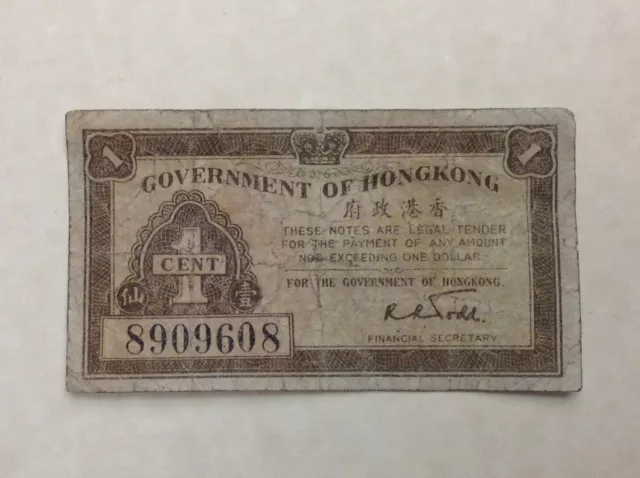 1 1
GOVERNMENT OF HONGKONG
府政港香
THESE NOTES ARE LEGAL TENDER
FOR THE PAYMENT OF ANY AMOUNT
NOT EXCEEDING ONE DOLLAR.
1
CENT
仙 壹
FOR THE GOVERNMENT OF HONGKONG.
R R Todd.
FINANCIAL SECRETARY
8909608